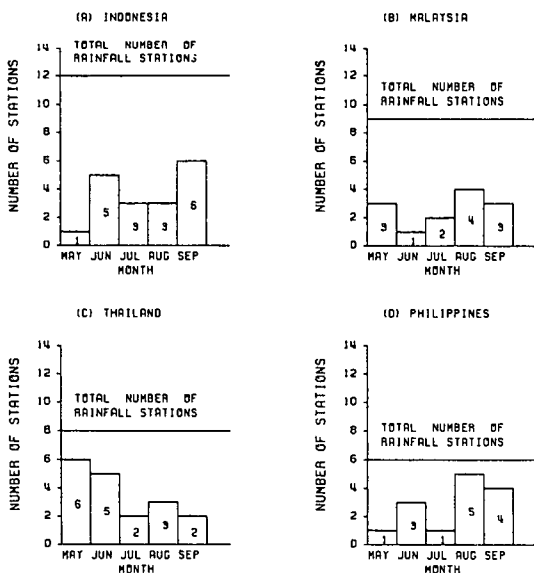 (A) INDONESIA
TOTAL NUMBER OF
RAINFALL STATIONS
NUMBER OF STATIONS
14
12
10
8
6
4
2
0
1
5
3
3
6
MAY JUN JUL AUG SEP
MONTH
(B) MALAYSIA
TOTAL NUMBER OF
RAINFALL STATIONS
NUMBER OF STATIONS
14
12
10
8
6
4
2
0
3
1
2
4
3
MAY JUN JUL AUG SEP
MONTH
(C) THAILAND
TOTAL NUMBER OF
RAINFALL STATIONS
NUMBER OF STATIONS
14
12
10
8
6
4
2
0
6
5
2
3
2
MAY JUN JUL AUG SEP
MONTH
(D) PHILIPPINES
TOTAL NUMBER OF
RAINFALL STATIONS
NUMBER OF STATIONS
14
12
10
8
6
4
2
0
1
3
1
5
4
MAY JUN JUL AUG SEP
MONTH